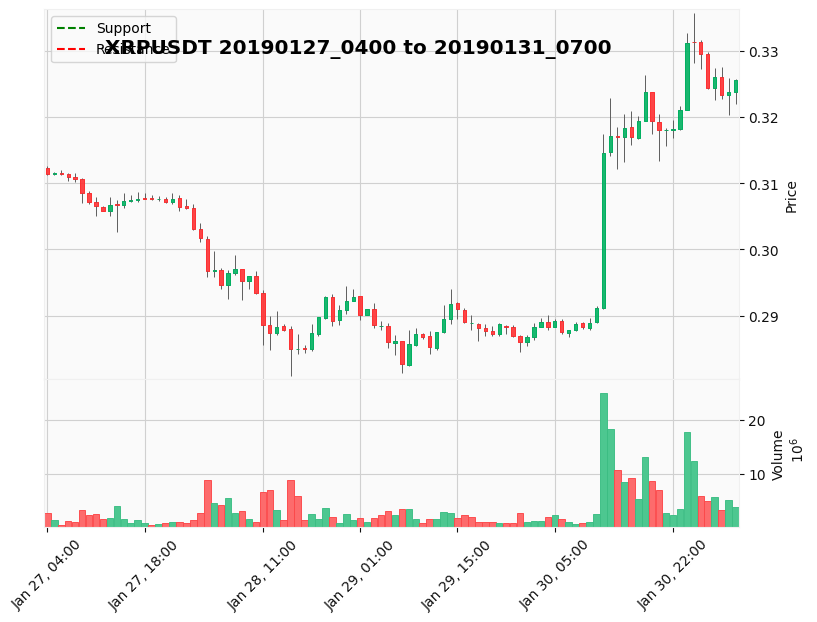 Support
Resistance
XRPUSDT 20190127_0400 to 20190131_0700
0.33
0.32
0.31
0.30
0.29
Price
20
10
Volume
10^6
Jan 27, 04:00
Jan 27, 18:00
Jan 28, 11:00
Jan 29, 01:00
Jan 29, 15:00
Jan 30, 05:00
Jan 30, 22:00